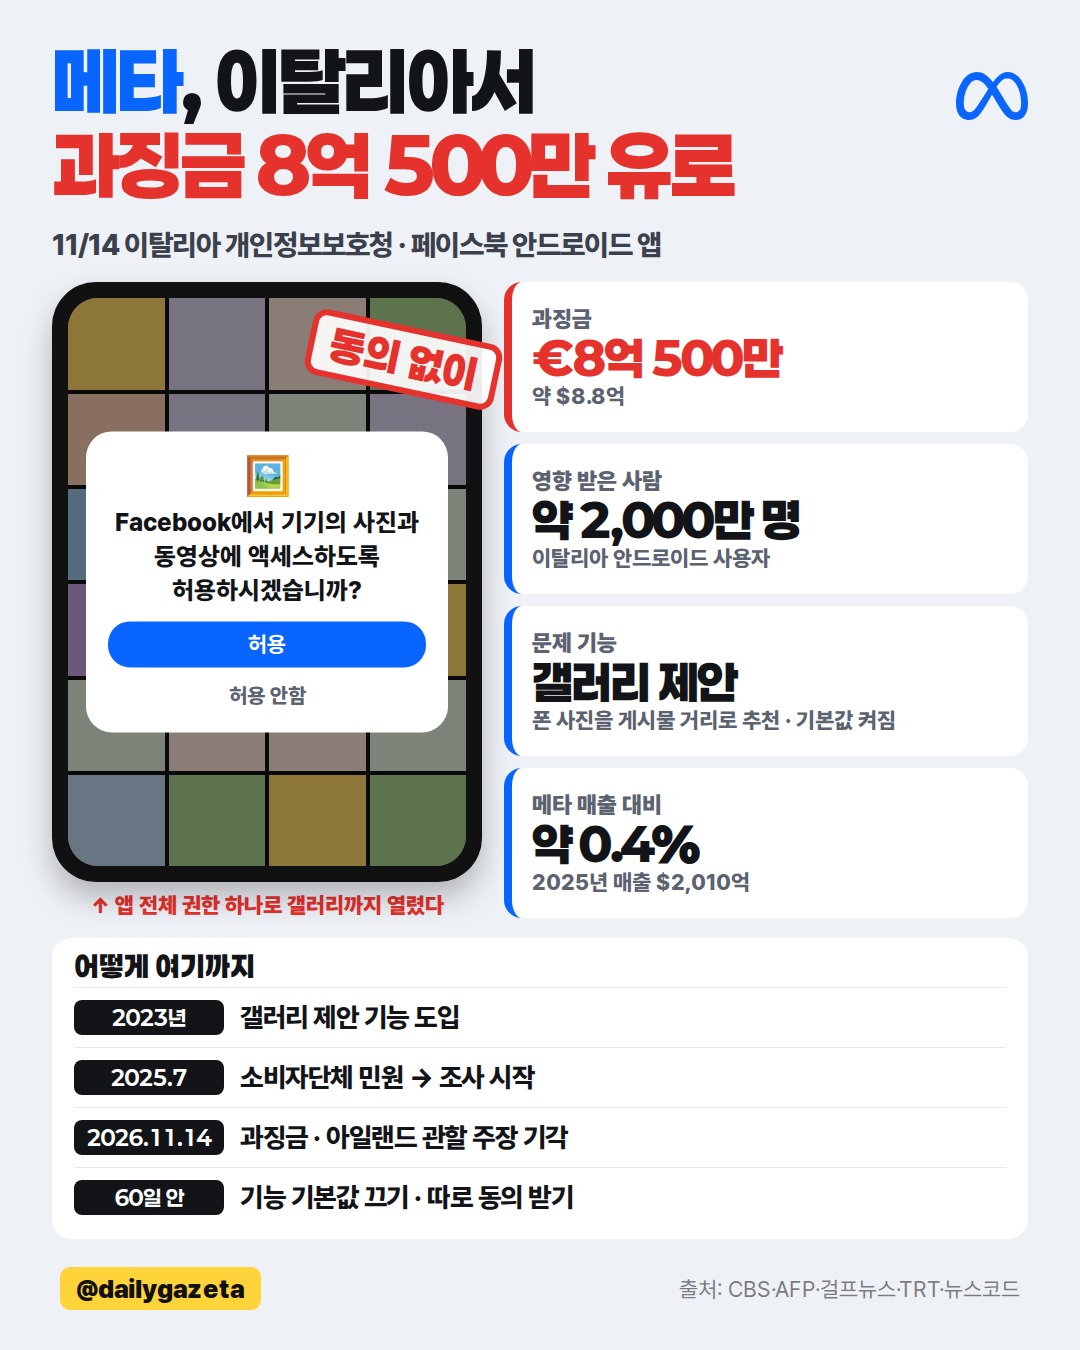 메타, 이탈리아서
과징금 8억 500만 유로
11/14 이탈리아 개인정보보호청 · 페이스북 안드로이드 앱
동의 없이
Facebook에서 기기의 사진과
동영상에 액세스하도록
허용하시겠습니까?
허용
허용 안함
↑ 앱 전체 권한 하나로 갤러리까지 열렸다
과징금
€8억 500만
약 $8.8억
영향 받은 사람
약 2,000만 명
이탈리아 안드로이드 사용자
문제 기능
갤러리 제안
폰 사진을 게시물 거리로 추천 · 기본값 켜짐
메타 매출 대비
약 0.4%
2025년 매출 $2,010억
어떻게 여기까지
2023년 갤러리 제안 기능 도입
2025.7 소비자단체 민원 → 조사 시작
2026.11.14 과징금 · 아일랜드 관할 주장 기각
60일 안 기능 기본값 끄기 · 따로 동의 받기
@dailygazeta
출처: CBS·AFP·걸프뉴스·TRT·뉴스코드